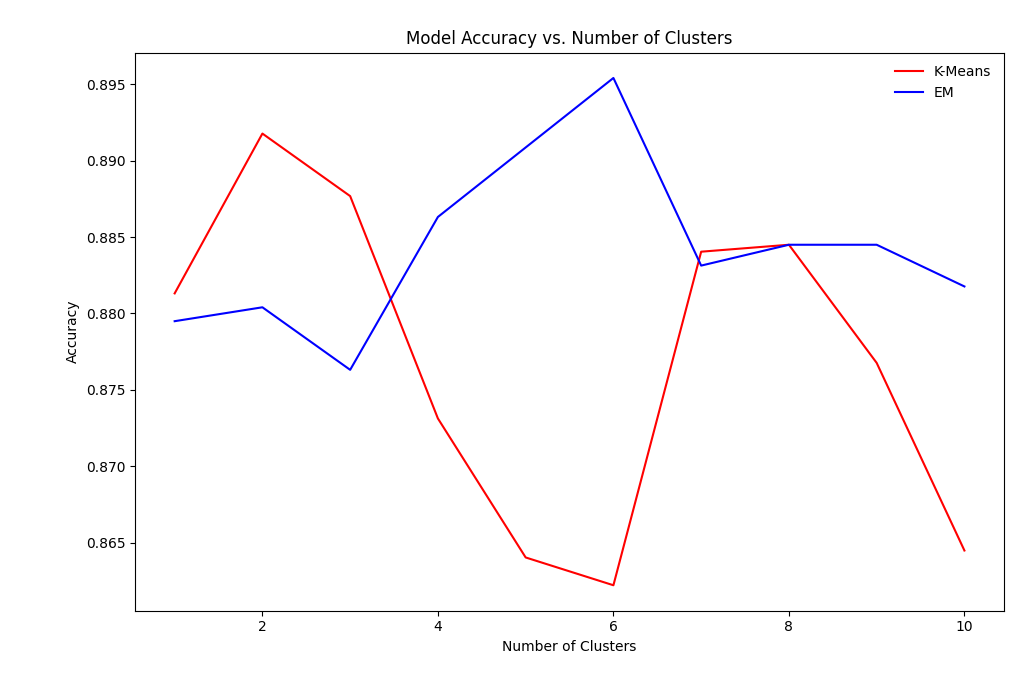 Model Accuracy vs. Number of Clusters
K-Means
EM
0.895
0.890
0.885
0.880
0.875
0.870
0.865
Accuracy
2 4 6 8 10
Number of Clusters